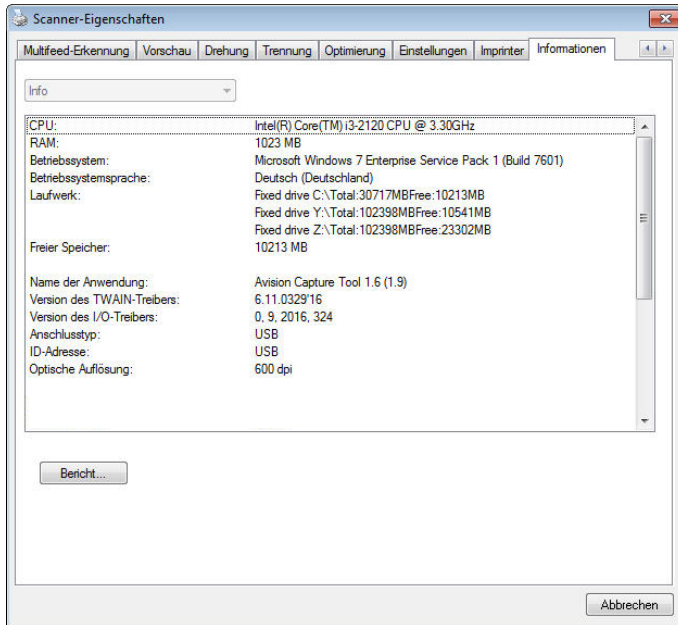 Scanner-Eigenschaften
Multifeed-Erkennung Vorschau Drehung Trennung Optimierung Einstellungen Imprinter Informationen
Info
CPU: Intel(R) Core(TM) i3-2120 CPU @ 3.30GHz
RAM: 1023 MB
Betriebssystem: Microsoft Windows 7 Enterprise Service Pack 1 (Build 7601)
Betriebssystemsprache: Deutsch (Deutschland)
Laufwerk: Fixed drive C:\Total:30717MBFree:10213MB
Fixed drive Y:\Total:102398MBFree:10541MB
Fixed drive Z:\Total:102398MBFree:23302MB
Freier Speicher: 10213 MB
Name der Anwendung: Avision Capture Tool 1.6 (1.9)
Version des TWAIN-Treibers: 6.11.0329'16
Version des I/O-Treibers: 0, 9, 2016, 324
Anschlusstyp: USB
ID-Adresse: USB
Optische Auflösung: 600 dpi
Bericht...
Abbrechen